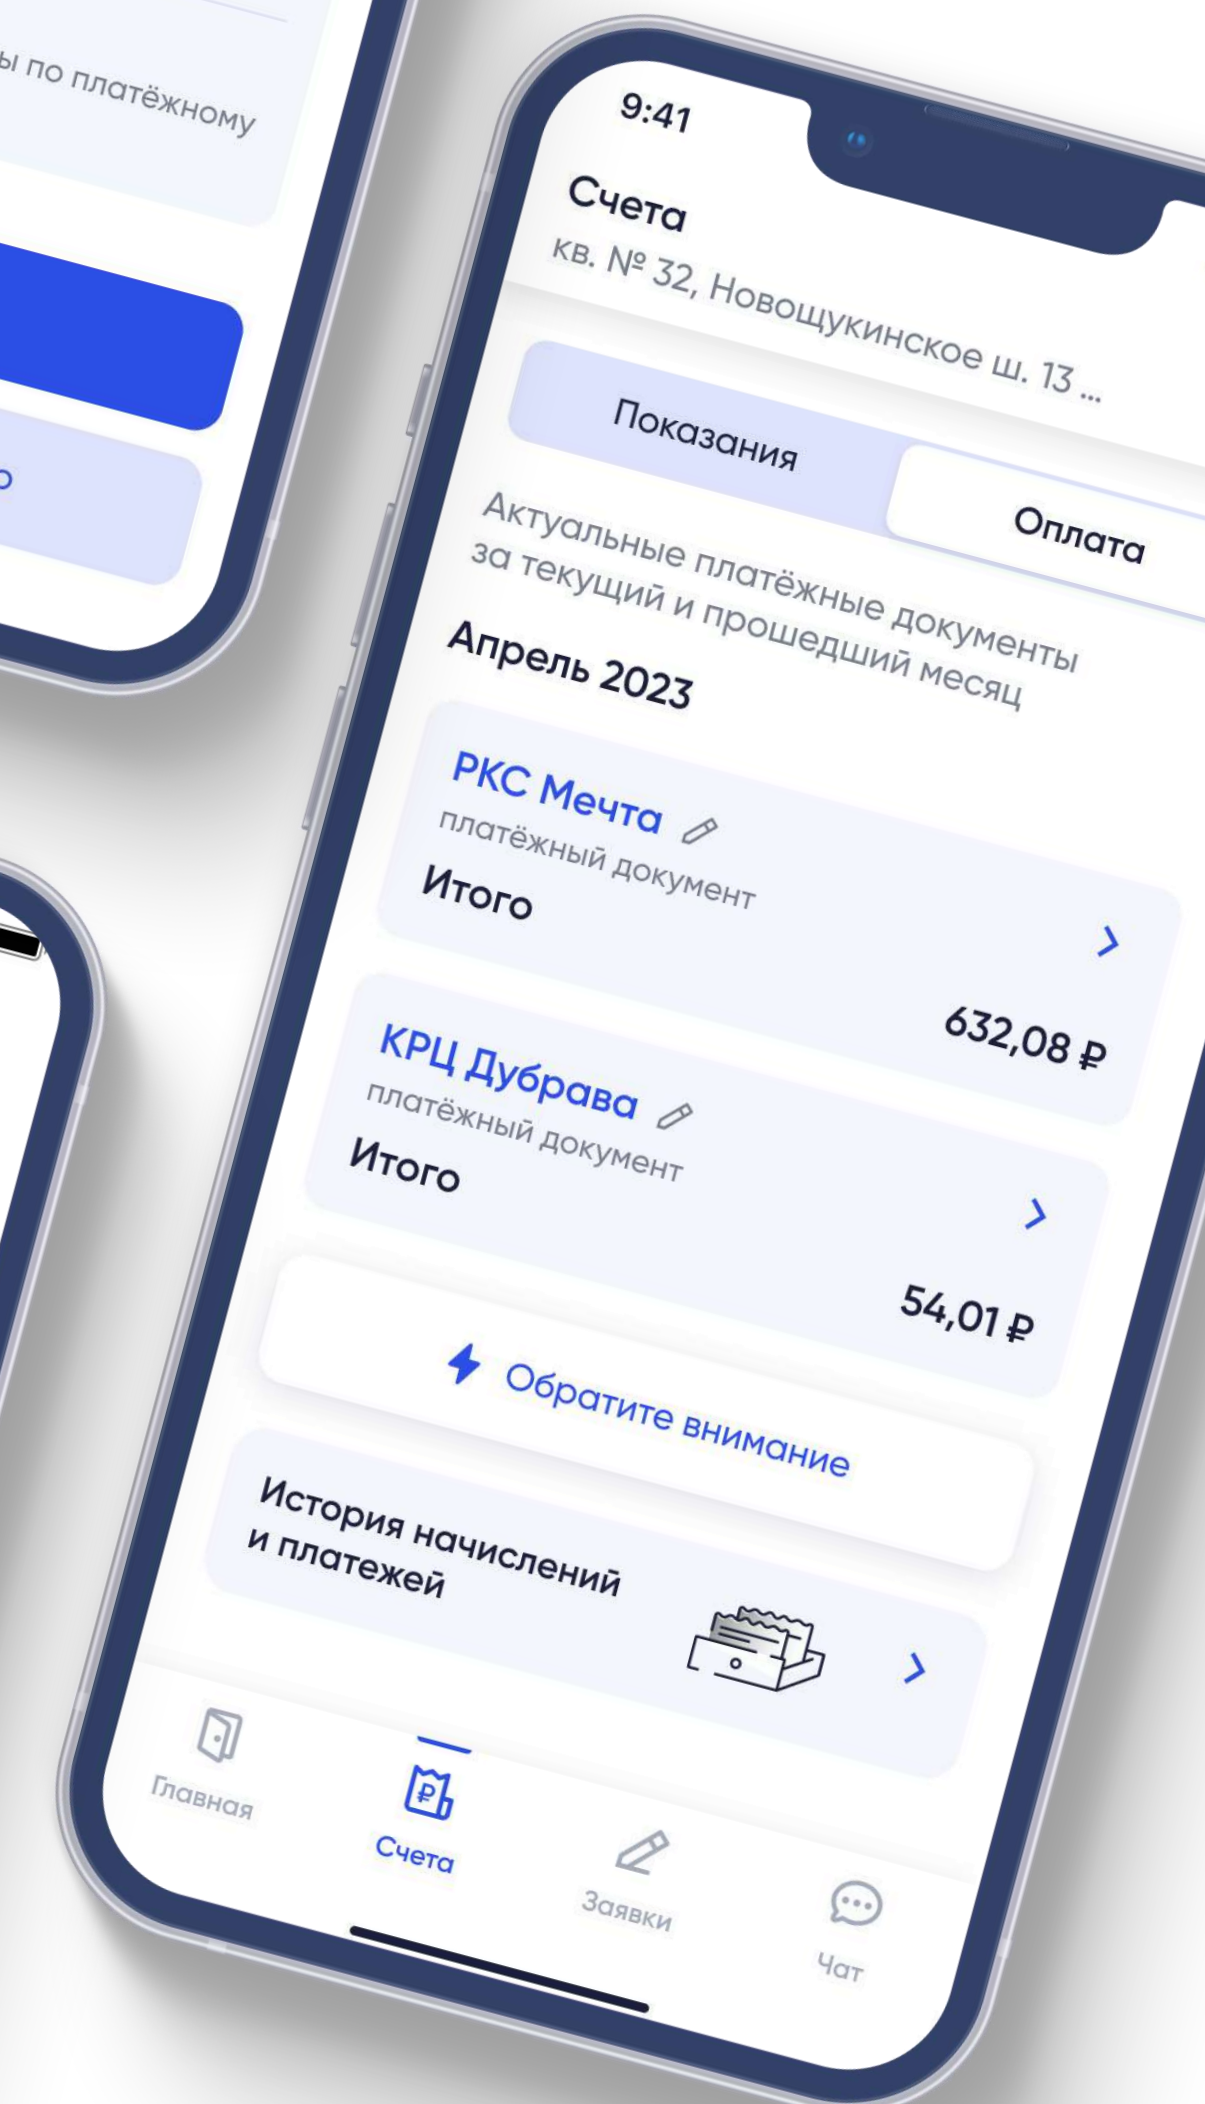 по платёжному
9:41
Счета
кв. № 32, Новощукинское ш. 13 ...
Показания
Оплата
Актуальные платёжные документы
за текущий и прошедший месяц
Апрель 2023
РКС Мечта
платёжный документ
Итого
632,08 ₽
КРЦ Дубрава
платёжный документ
Итого
54,01 ₽
Обратите внимание
История начислений
и платежей
Главная
Счета
Заявки
Чат